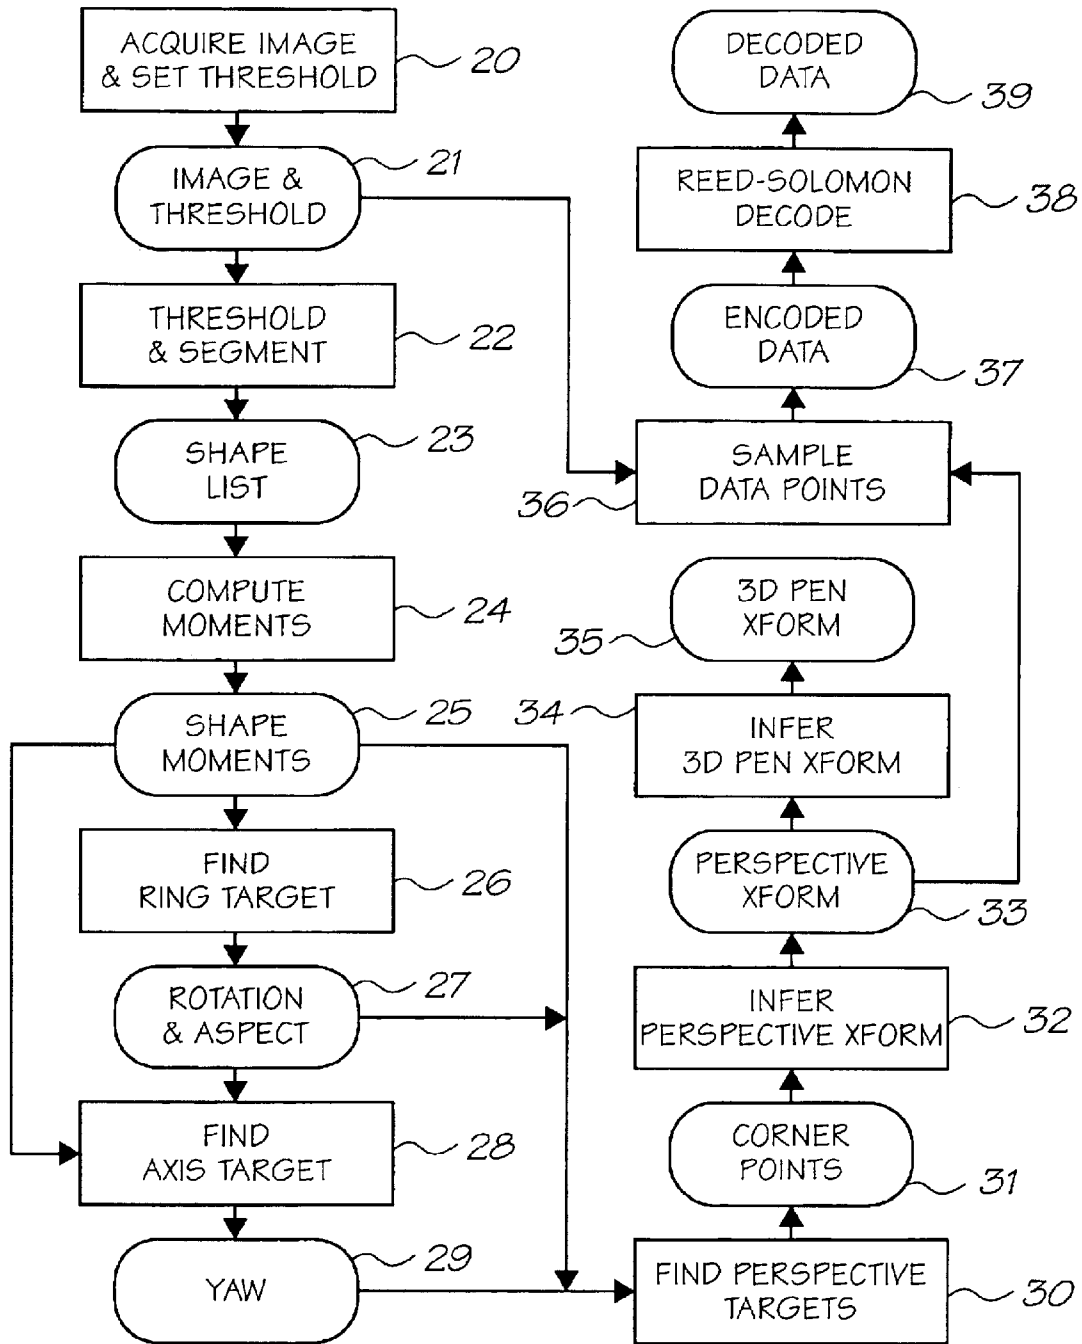 ACQUIRE IMAGE
& SET THRESHOLD
20
IMAGE &
THRESHOLD
21
THRESHOLD
& SEGMENT
22
SHAPE
LIST
23
COMPUTE
MOMENTS
24
SHAPE
MOMENTS
25
FIND
RING TARGET
26
ROTATION
& ASPECT
27
FIND
AXIS TARGET
28
YAW
29
DECODED
DATA
39
REED-SOLOMON
DECODE
38
ENCODED
DATA
37
SAMPLE
DATA POINTS
36
3D PEN
XFORM
35
34
INFER
3D PEN XFORM
PERSPECTIVE
XFORM
33
INFER
PERSPECTIVE XFORM
32
CORNER
POINTS
31
FIND PERSPECTIVE
TARGETS
30